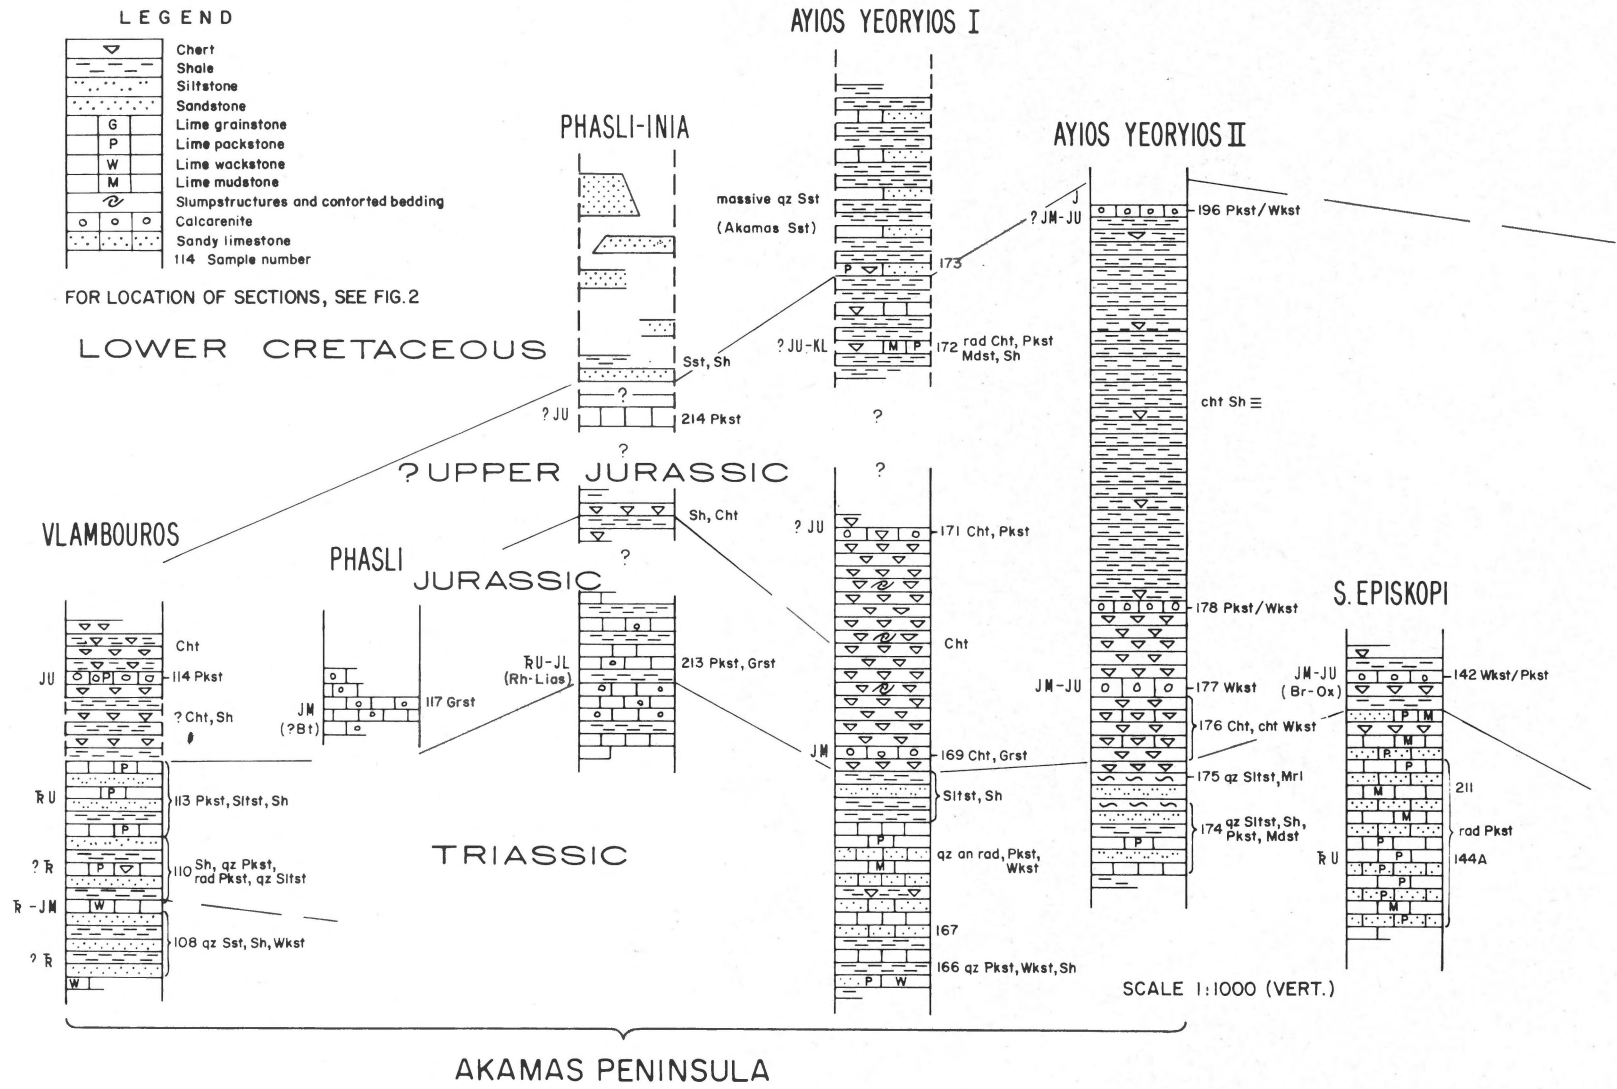 LEGEND
Chert
Shale
Siltstone
Sandstone
G Lime grainstone
P Lime packstone
W Lime wackstone
M Lime mudstone
Slumpstructures and contorted bedding
Calcarenite
Sandy limestone
114 Sample number
FOR LOCATION OF SECTIONS, SEE FIG.2
LOWER CRETACEOUS
? UPPER JURASSIC
JURASSIC
TRIASSIC
VLAMBOUROS
Cht
JU
P
114 Pkst
? Cht, Sh
P
ꞦU
P
113 Pkst, Sltst, Sh
P
? Ꞧ
P
110 Sh, qz Pkst,
rad Pkst, qz Sltst
Ꞧ-JM
W
108 qz Sst, Sh, Wkst
? Ꞧ
W
PHASLI
117 Grst
JM
(?Bt)
PHASLI-INIA
Sst, Sh
?
? JU
214 Pkst
?
Sh, Cht
?
ꞦU-JL
(Rh-Lias)
213 Pkst, Grst
AYIOS YEORYIOS I
massive qz Sst
(Akamas Sst)
P
173
? JU-KL
M P
172 rad Cht, Pkst
Mdst, Sh
?
?
? JU
171 Cht, Pkst
Cht
JM
169 Cht, Grst
Sltst, Sh
P
qz an rad, Pkst,
Wkst
M
167
166 qz Pkst, Wkst, Sh
P W
AYIOS YEORYIOS II
J
? JM-JU
196 Pkst/Wkst
cht Sh
178 Pkst/Wkst
JM-JU
177 Wkst
176 Cht, cht Wkst
175 qz Sltst, Mrl
174 qz Sltst, Sh,
Pkst, Mdst
P
S. EPISKOPI
JM-JU
(Br-Ox)
142 Wkst/Pkst
P M
M
P
P
211
M
M
rad Pkst
P
ꞦU
P
144A
P
P
P
M
P
SCALE 1:1000 (VERT.)
AKAMAS PENINSULA